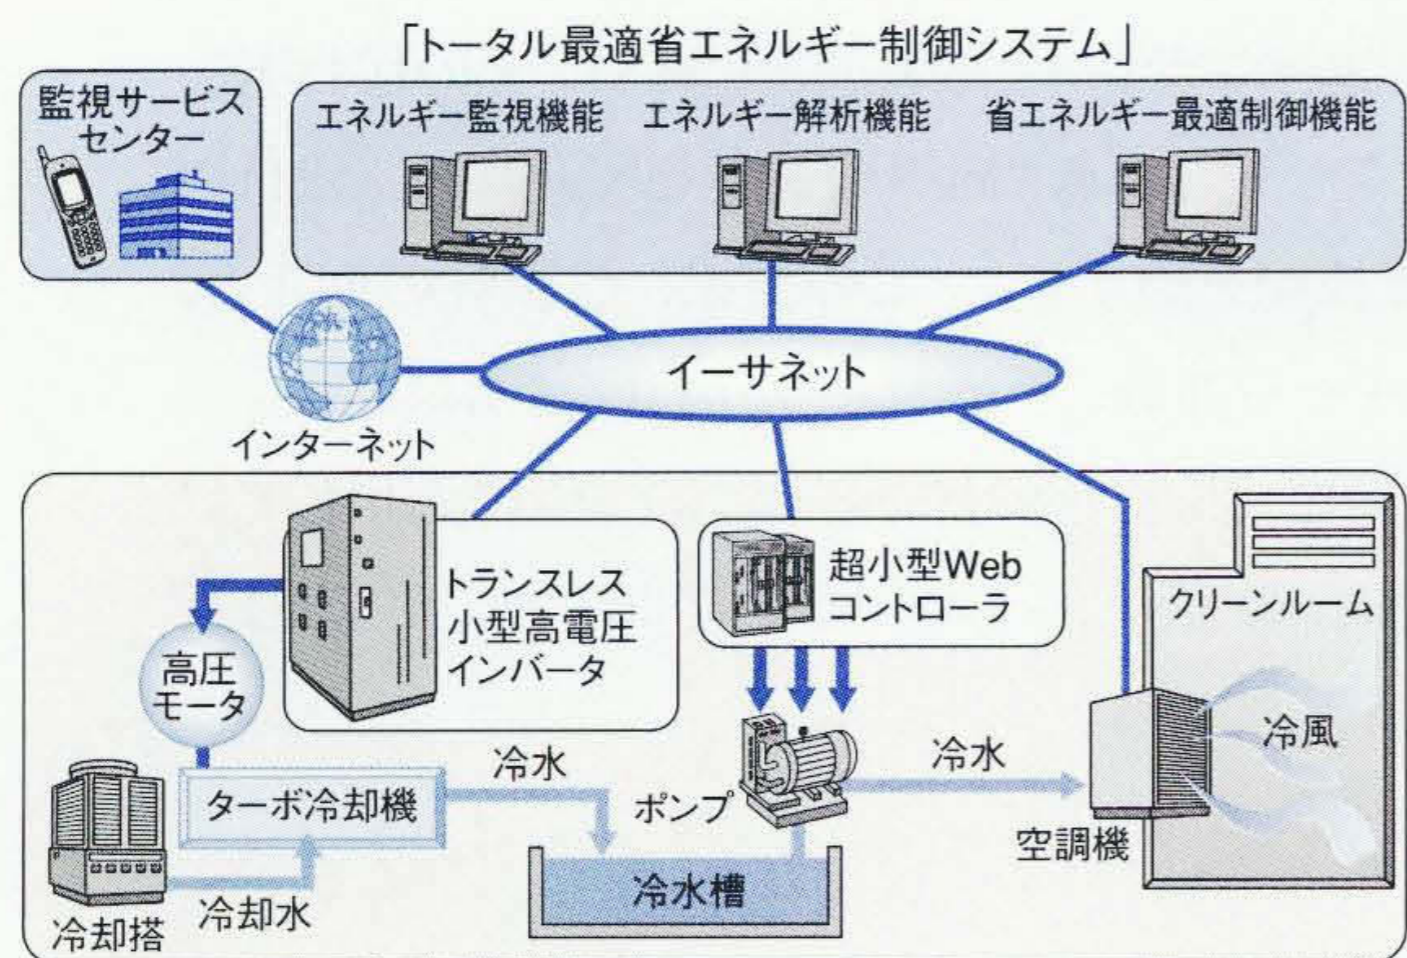 「トータル最適省エネルギー制御システム」
監視サービス
センター
エネルギー監視機能
エネルギー解析機能
省エネルギー最適制御機能
イーサネット
インターネット
トランスレス
小型高電圧
インバータ
超小型Web
コントローラ
クリーンルーム
高圧
モータ
冷風
冷水
冷水
ターボ冷却機
ポンプ
空調機
冷水槽
冷却水
冷却搭